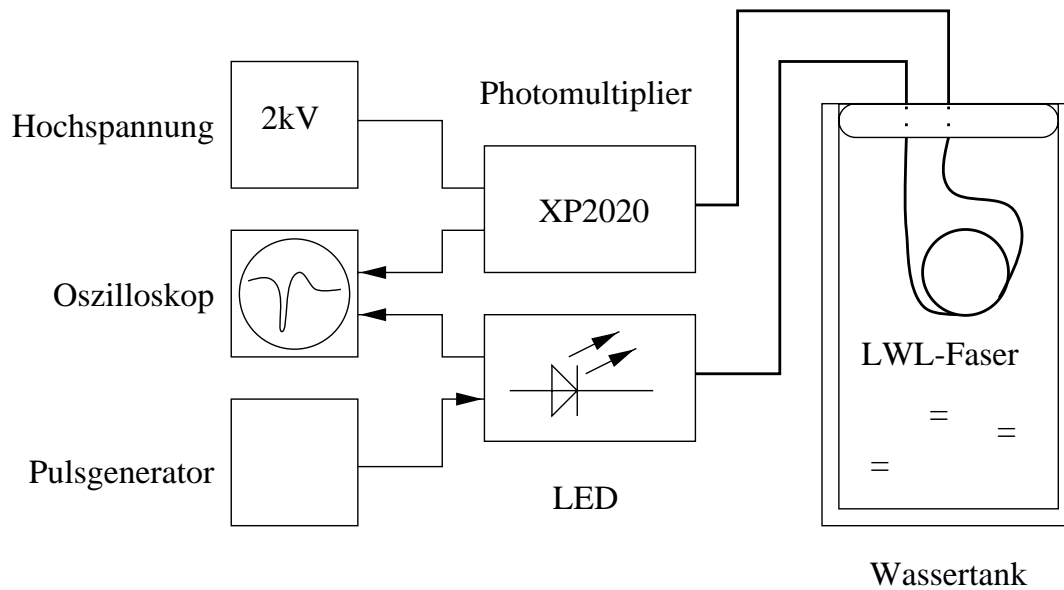 Hochspannung
2kV
Photomultiplier
XP2020
Oszilloskop
LWL-Faser
Pulsgenerator
LED
Wassertank